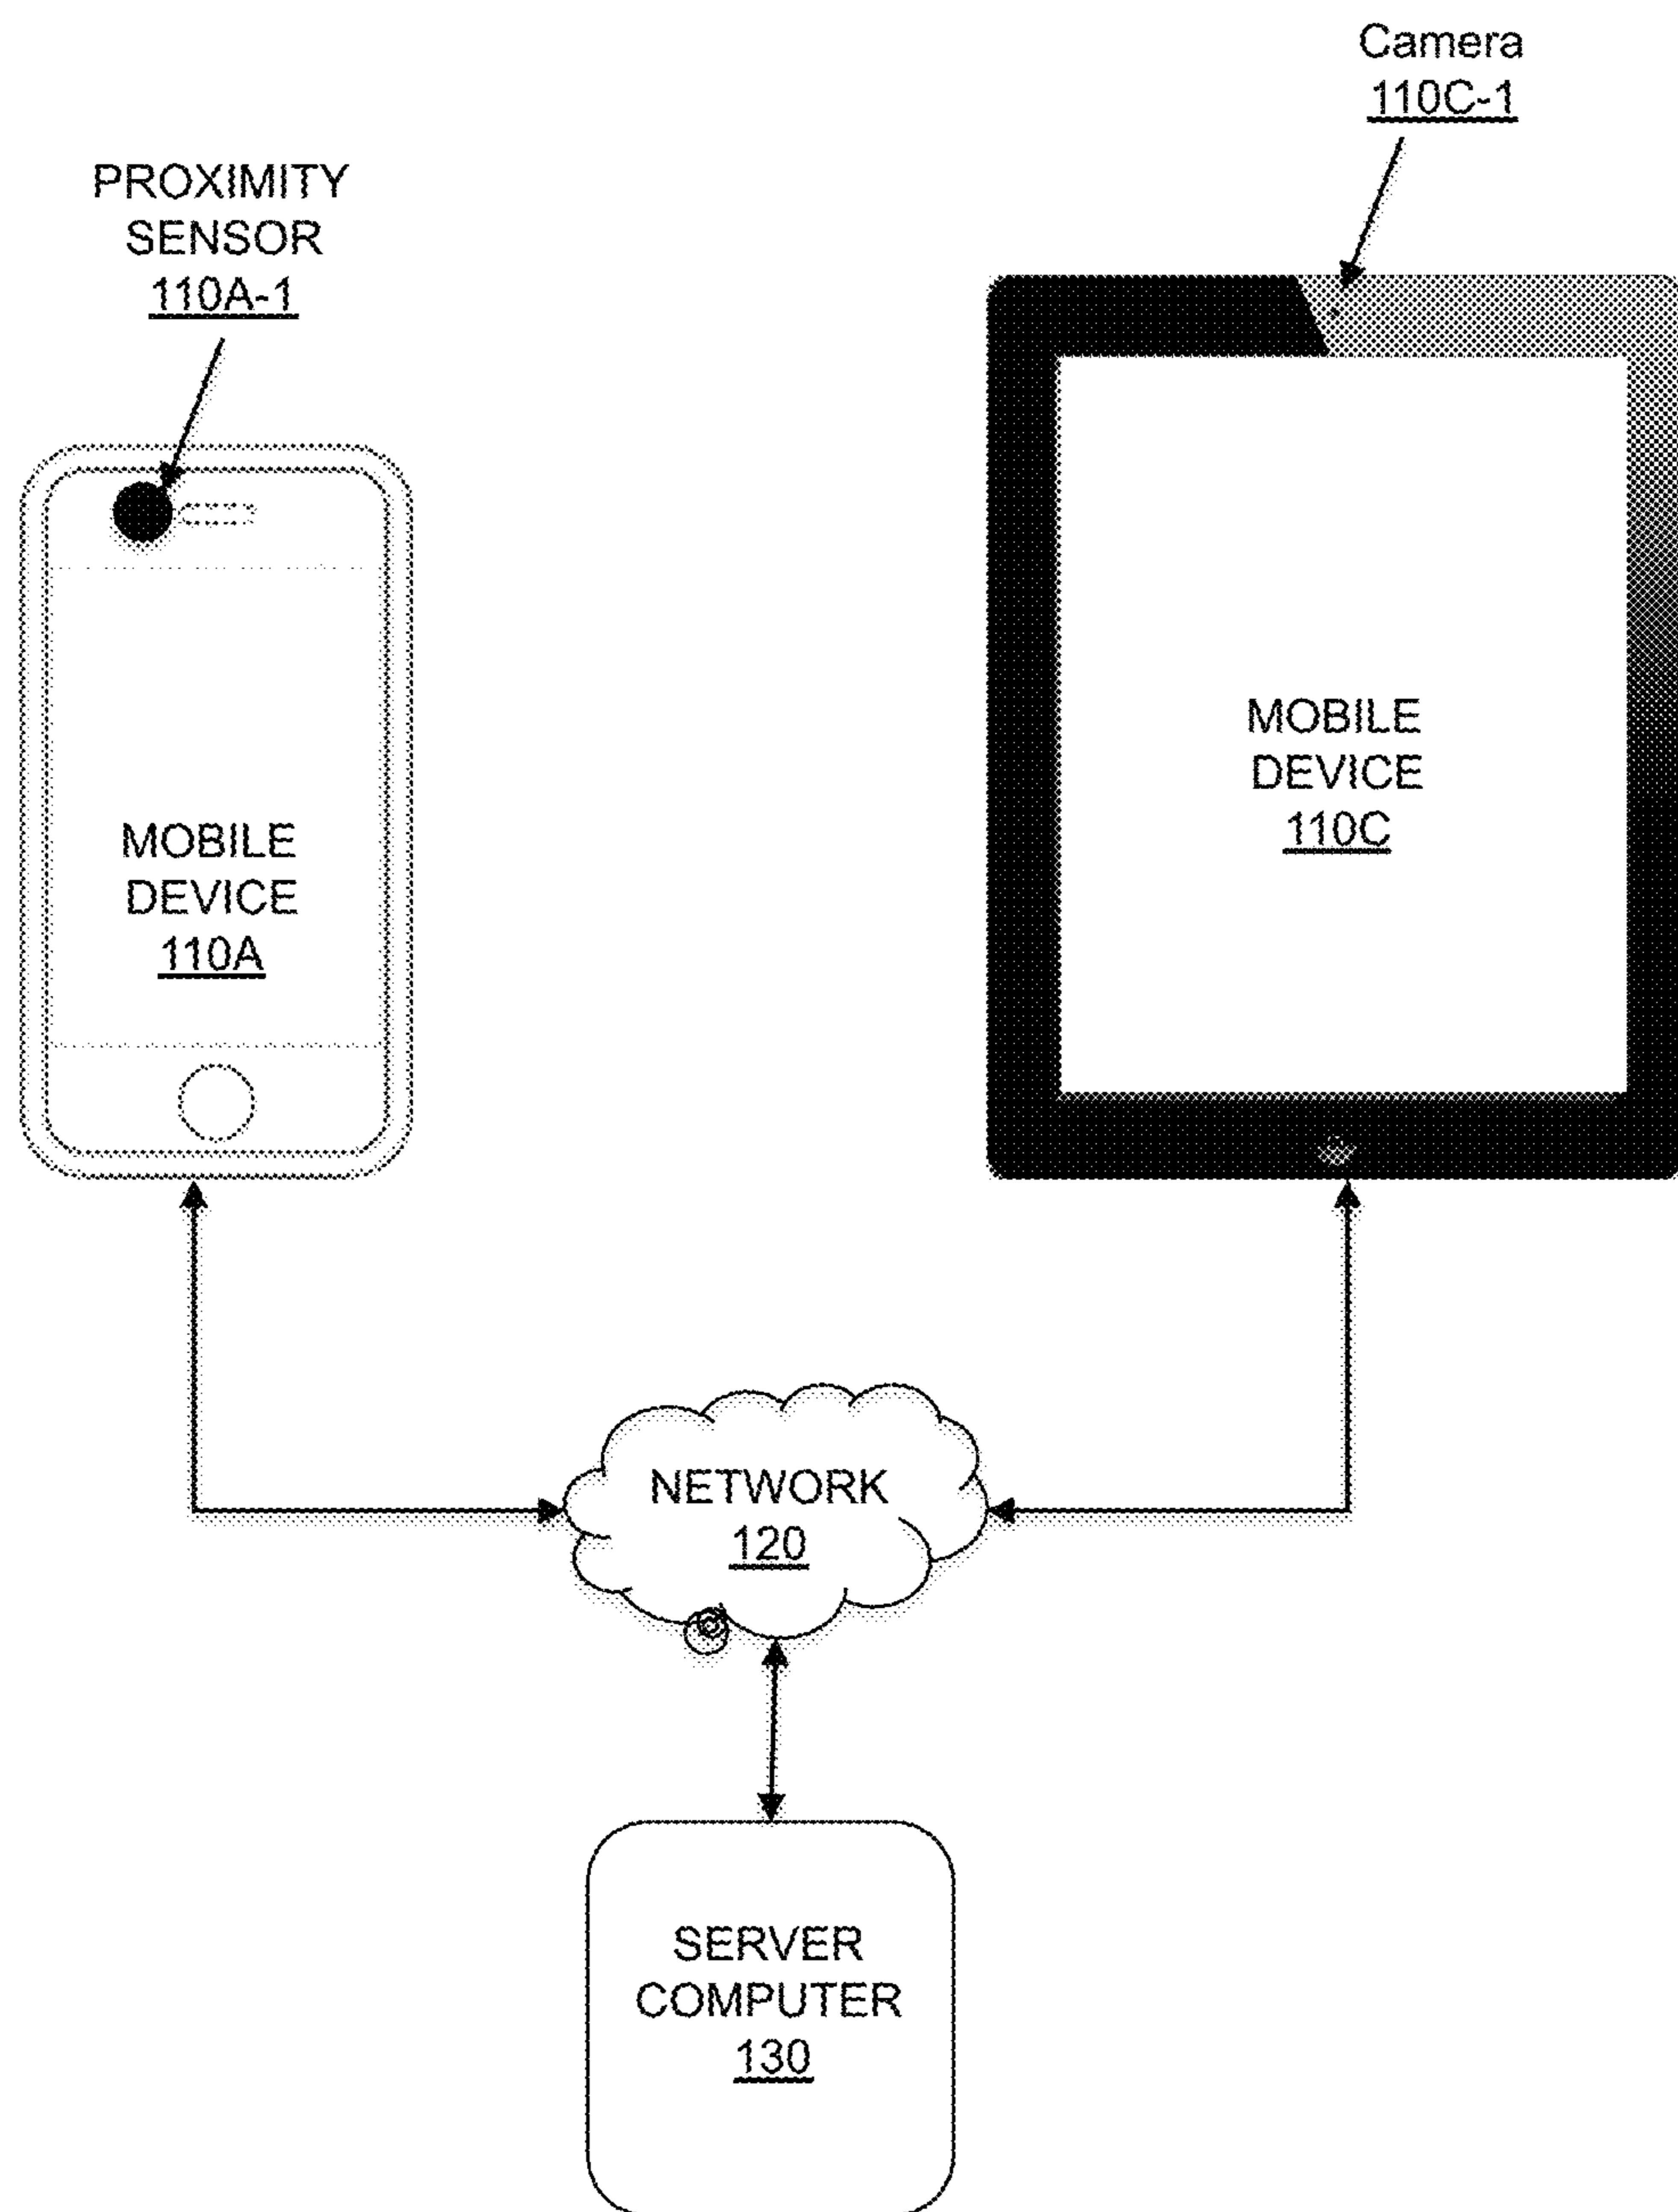 Camera
110C-1
PROXIMITY
SENSOR
110A-1
MOBILE
DEVICE
110C
MOBILE
DEVICE
110A
NETWORK
120
SERVER
COMPUTER
130